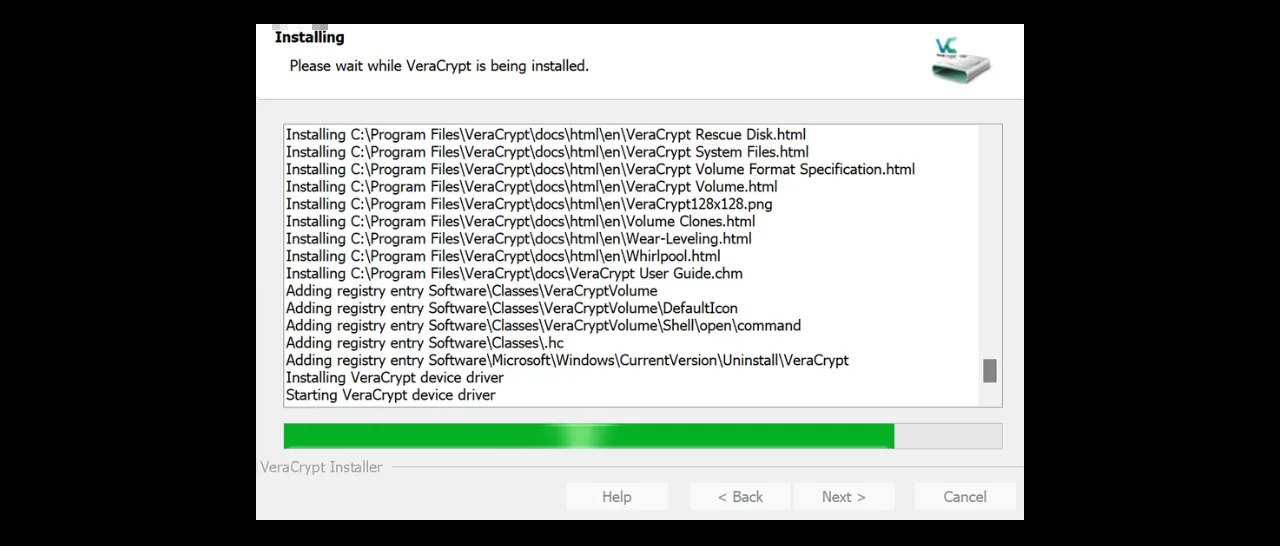 Installing
Please wait while VeraCrypt is being installed.
VC
Installing C:\Program Files\VeraCrypt\docs\html\en\VeraCrypt Rescue Disk.html
Installing C:\Program Files\VeraCrypt\docs\html\en\VeraCrypt System Files.html
Installing C:\Program Files\VeraCrypt\docs\html\en\VeraCrypt Volume Format Specification.html
Installing C:\Program Files\VeraCrypt\docs\html\en\VeraCrypt Volume.html
Installing C:\Program Files\VeraCrypt\docs\html\en\VeraCrypt128x128.png
Installing C:\Program Files\VeraCrypt\docs\html\en\Volume Clones.html
Installing C:\Program Files\VeraCrypt\docs\html\en\Wear-Leveling.html
Installing C:\Program Files\VeraCrypt\docs\html\en\Whirlpool.html
Installing C:\Program Files\VeraCrypt\docs\VeraCrypt User Guide.chm
Adding registry entry Software\Classes\VeraCryptVolume
Adding registry entry Software\Classes\VeraCryptVolume\DefaultIcon
Adding registry entry Software\Classes\VeraCryptVolume\Shell\open\command
Adding registry entry Software\Classes\.hc
Adding registry entry Software\Microsoft\Windows\CurrentVersion\Uninstall\VeraCrypt
Installing VeraCrypt device driver
Starting VeraCrypt device driver
VeraCrypt Installer
Help
< Back
Next >
Cancel